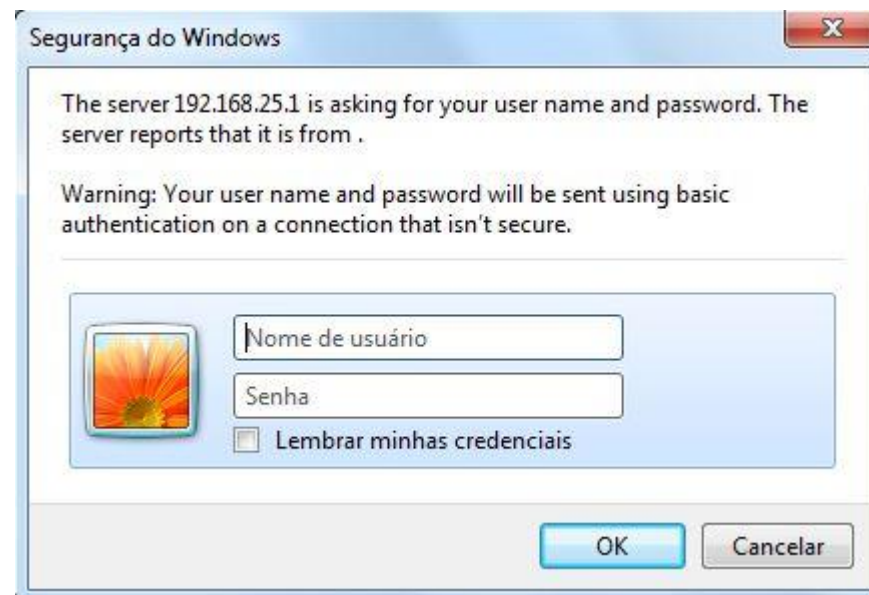 Segurança do Windows
The server 192.168.25.1 is asking for your user name and password. The
server reports that it is from .
Warning: Your user name and password will be sent using basic
authentication on a connection that isn't secure.
Nome de usuário
Senha
Lembrar minhas credenciais
OK
Cancelar